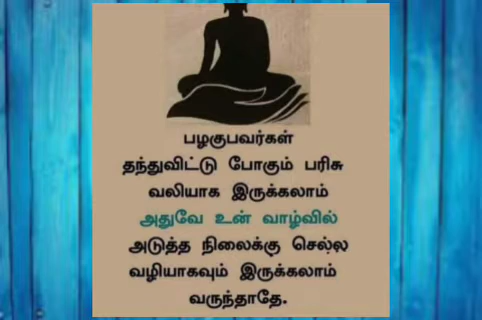 பழகுபவர்கள்
தந்துவிட்டு போகும் பரிசு
வலியாக இருக்கலாம்
அதுவே உன் வாழ்வில்
அடுத்த நிலைக்கு செல்ல
வழியாகவும் இருக்கலாம்
வருந்தாதே.